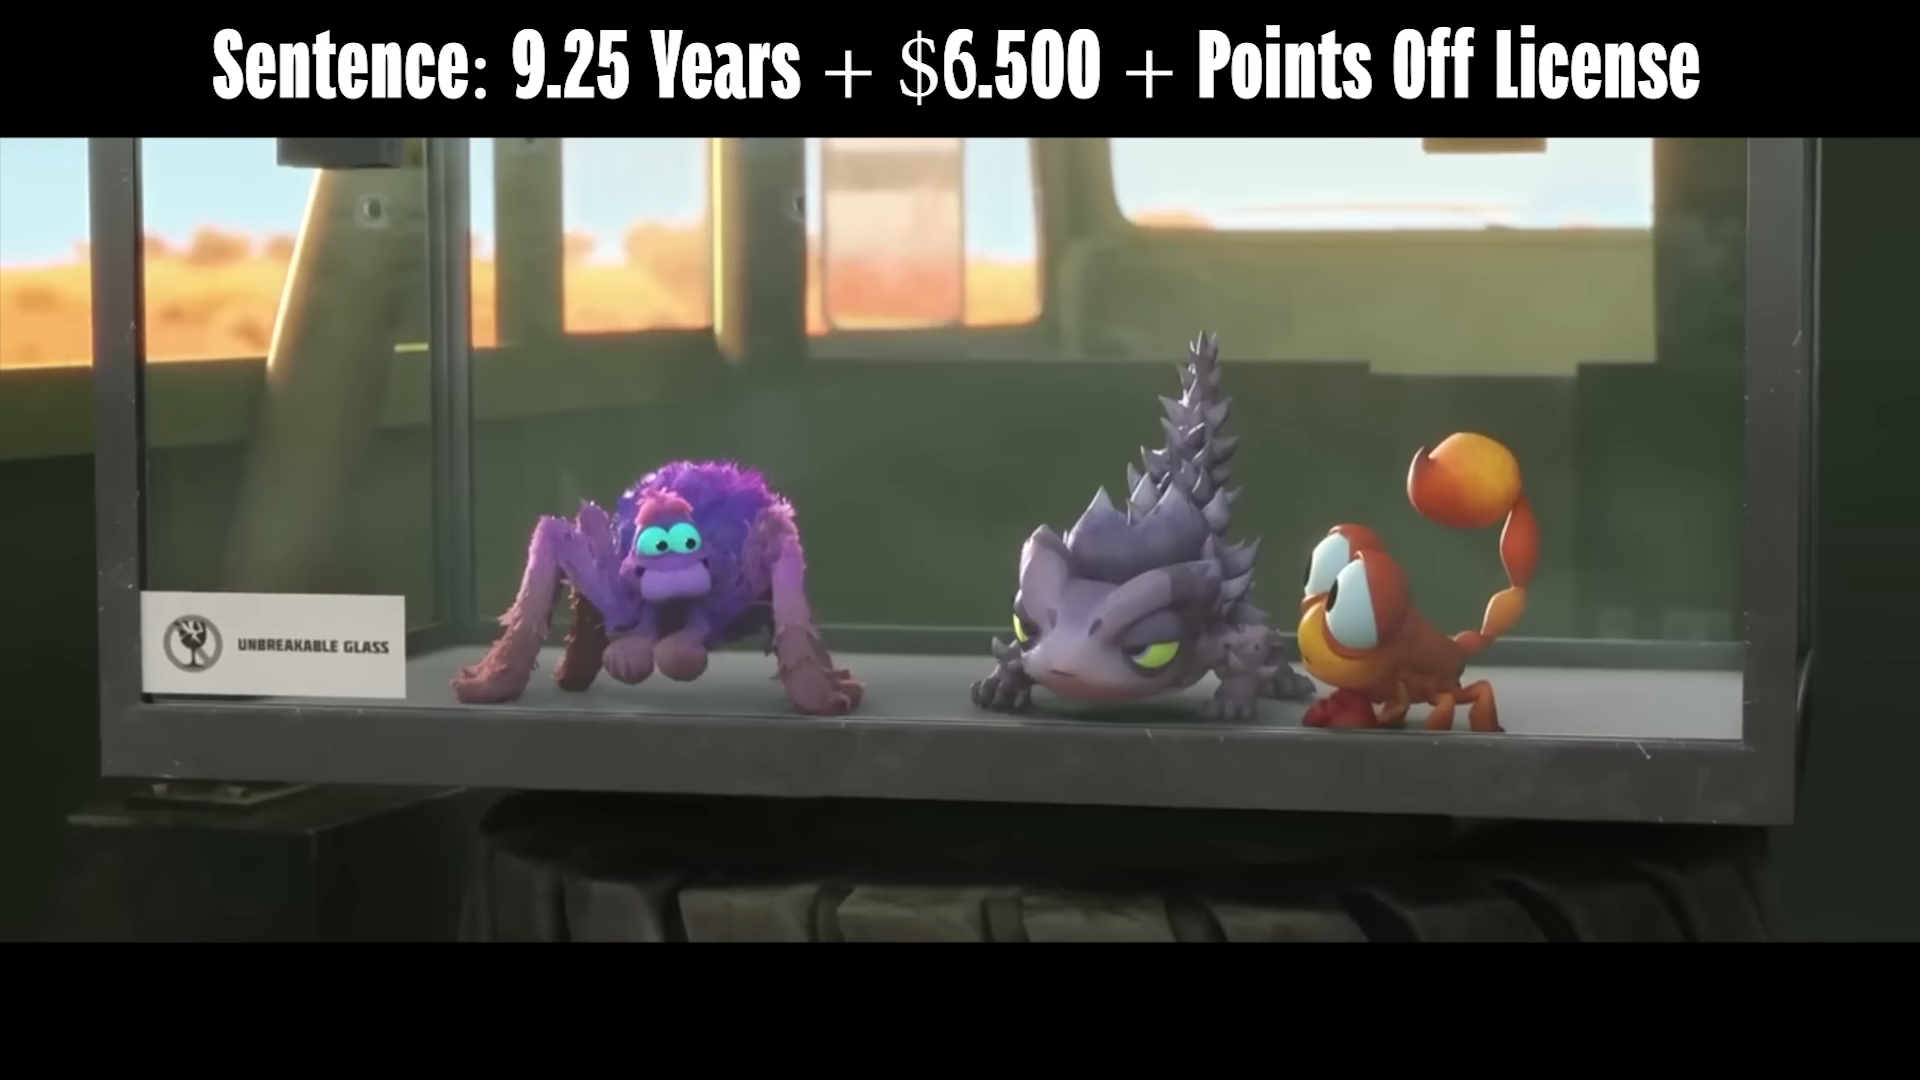 Sentence: 9.25 Years + $6.500 + Points Off License
UNBREAKABLE GLASS